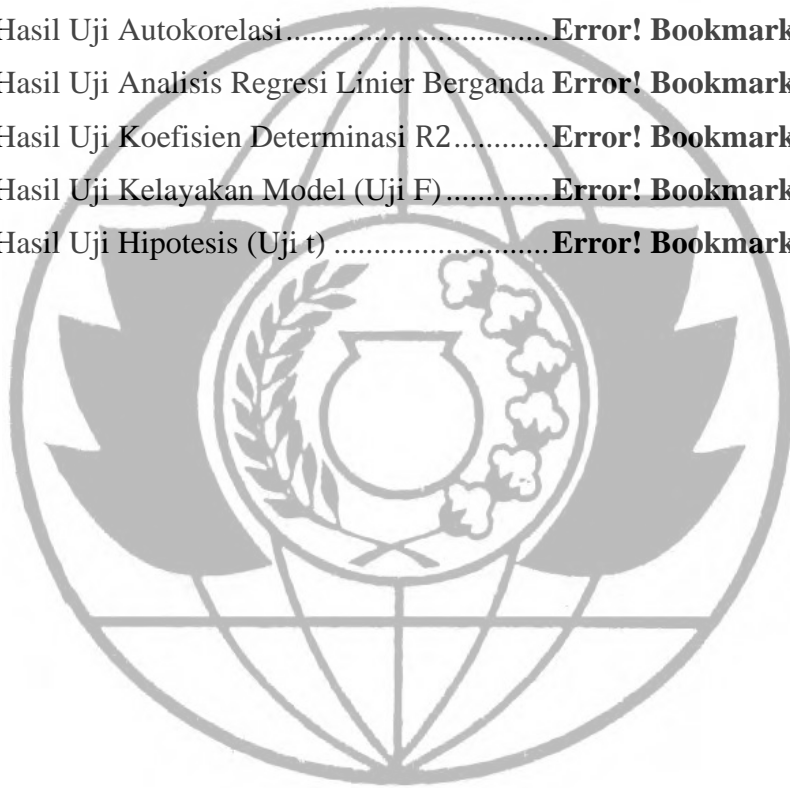 Hasil Uji Autokorelasi...............................Error! Bookmark
Hasil Uji Analisis Regresi Linier Berganda Error! Bookmark
Hasil Uji Koefisien Determinasi R2............Error! Bookmark
Hasil Uji Kelayakan Model (Uji F).............Error! Bookmark
Hasil Uji Hipotesis (Uji t) ..........................Error! Bookmark